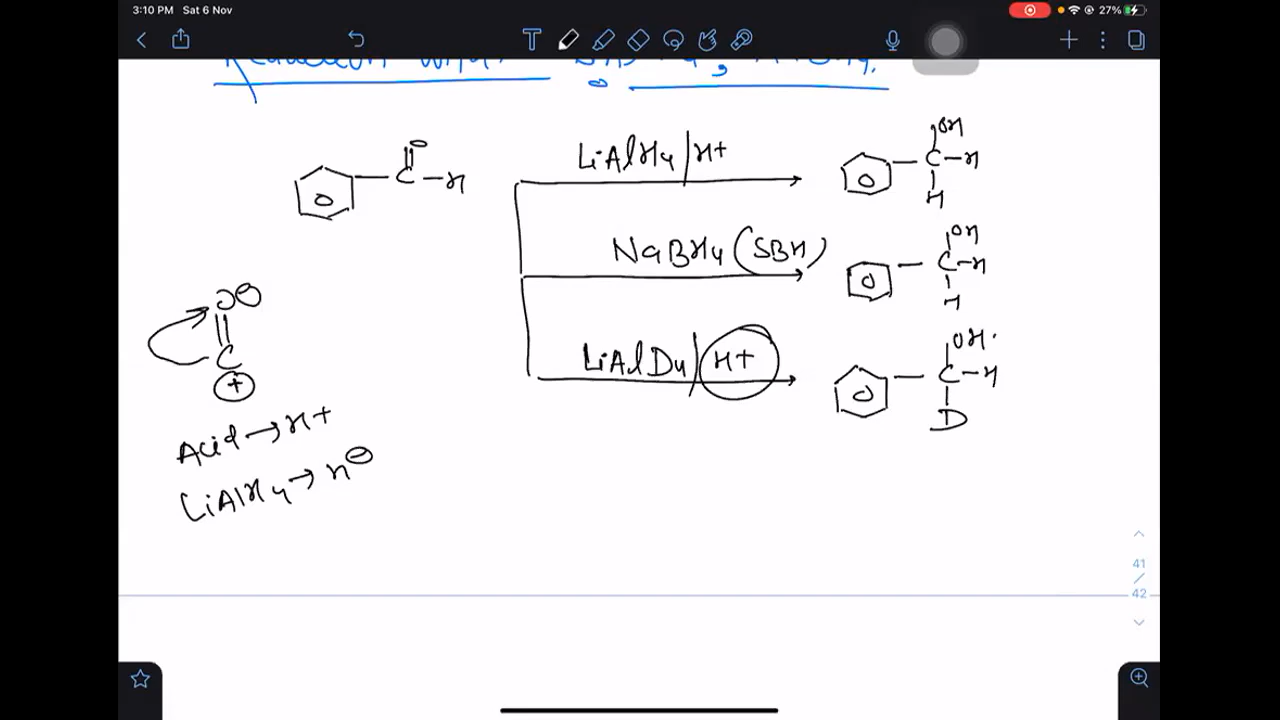 3:10 PM Sat 6 Nov
27%
T
O
C–H
LiAlH4/H+
OH
C–H
H
NaBH4 (SBH)
OH
C–H
H
O⊖
C
+
LiAlD4/H+
OH.
C–H
D
Acid→H+
LiAlH4→H⊖
41
/
42